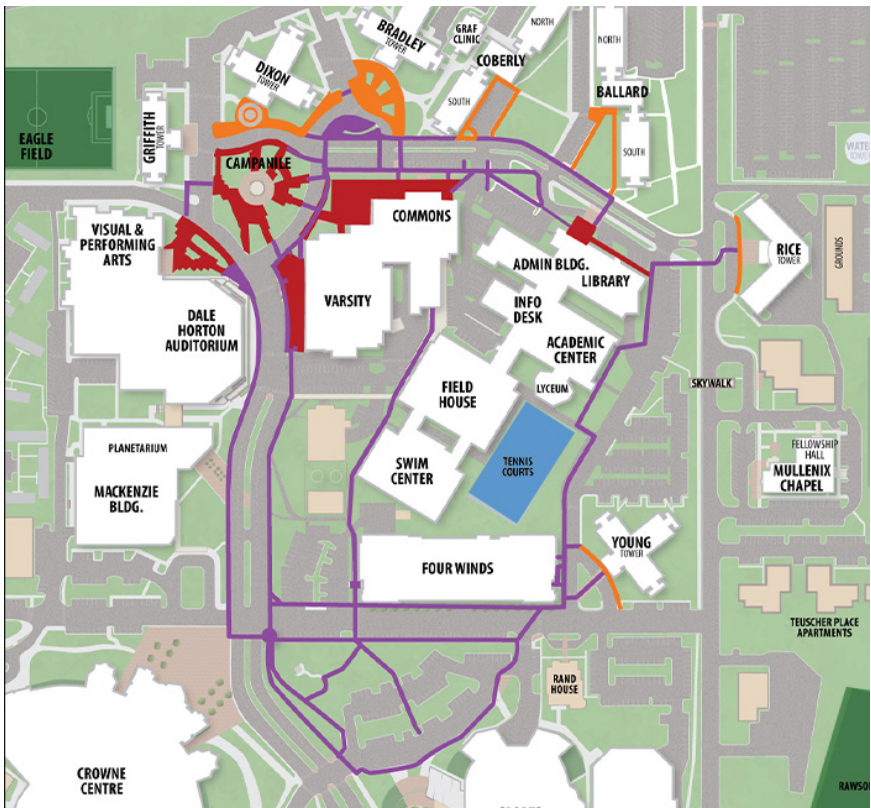 BRADLEY
TOWER
GRAF
CLINIC
NORTH
COBERLY
SOUTH
DIXON
TOWER
NORTH
BALLARD
SOUTH
EAGLE
FIELD
GRIFFITH
TOWER
CAMPANILE
WATER
TOWER
VISUAL &
PERFORMING
ARTS
COMMONS
ADMIN BLDG.
LIBRARY
RICE
TOWER
GROUNDS
VARSITY
INFO
DESK
DALE
HORTON
AUDITORIUM
ACADEMIC
CENTER
LYCEUM
FIELD
HOUSE
SKYWALK
PLANETARIUM
MACKENZIE
BLDG.
SWIM
CENTER
TENNIS
COURTS
FELLOWSHIP
HALL
MULLENIX
CHAPEL
YOUNG
TOWER
FOUR WINDS
TEUSCHER PLACE
APARTMENTS
RAND
HOUSE
CROWNE
CENTRE